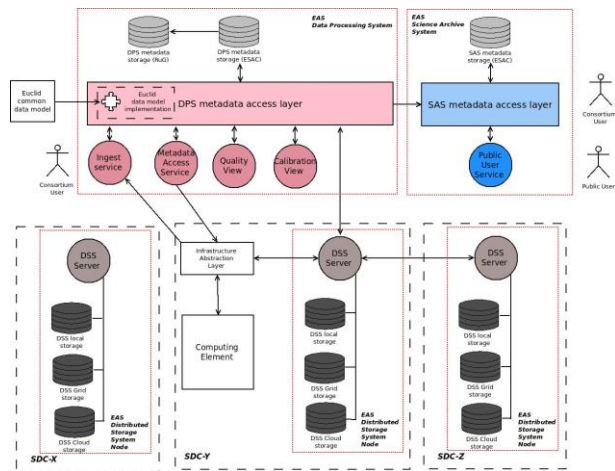 EAS
Data Processing System
EAS
Science Archive
System
DPS metadata
storage (RuG)
DPS metadata
storage (ESAC)
SAS metadata
storage (ESAC)
Euclid
common
data model
Euclid
data model
implementation
DPS metadata access layer
SAS metadata access layer
Consortium
User
Consortium
User
Ingest
service
Metadata
Access
Service
Quality
View
Calibration
View
Public
User
Service
Public User
DSS
Server
Infrastructure
Abstraction
Layer
DSS
Server
DSS
Server
DSS local
storage
DSS Grid
storage
DSS Cloud
storage
EAS
Distributed
Storage
System
Node
SDC-X
Computing
Element
DSS local
storage
DSS Grid
storage
DSS Cloud
storage
EAS
Distributed
Storage
System
Node
SDC-Y
DSS local
storage
DSS Grid
storage
DSS Cloud
storage
EAS
Distributed
Storage
System
Node
SDC-Z